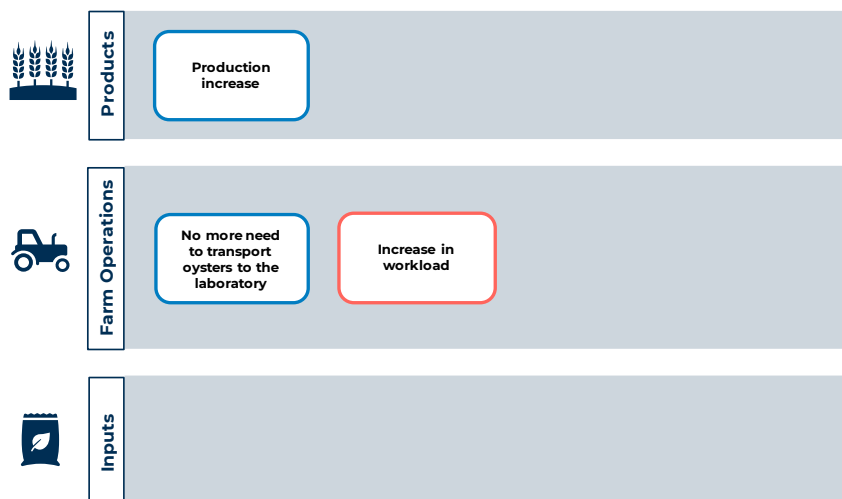 Products
Production
increase
Farm Operations
No more need
to transport
oysters to the
laboratory
Increase in
workload
Inputs